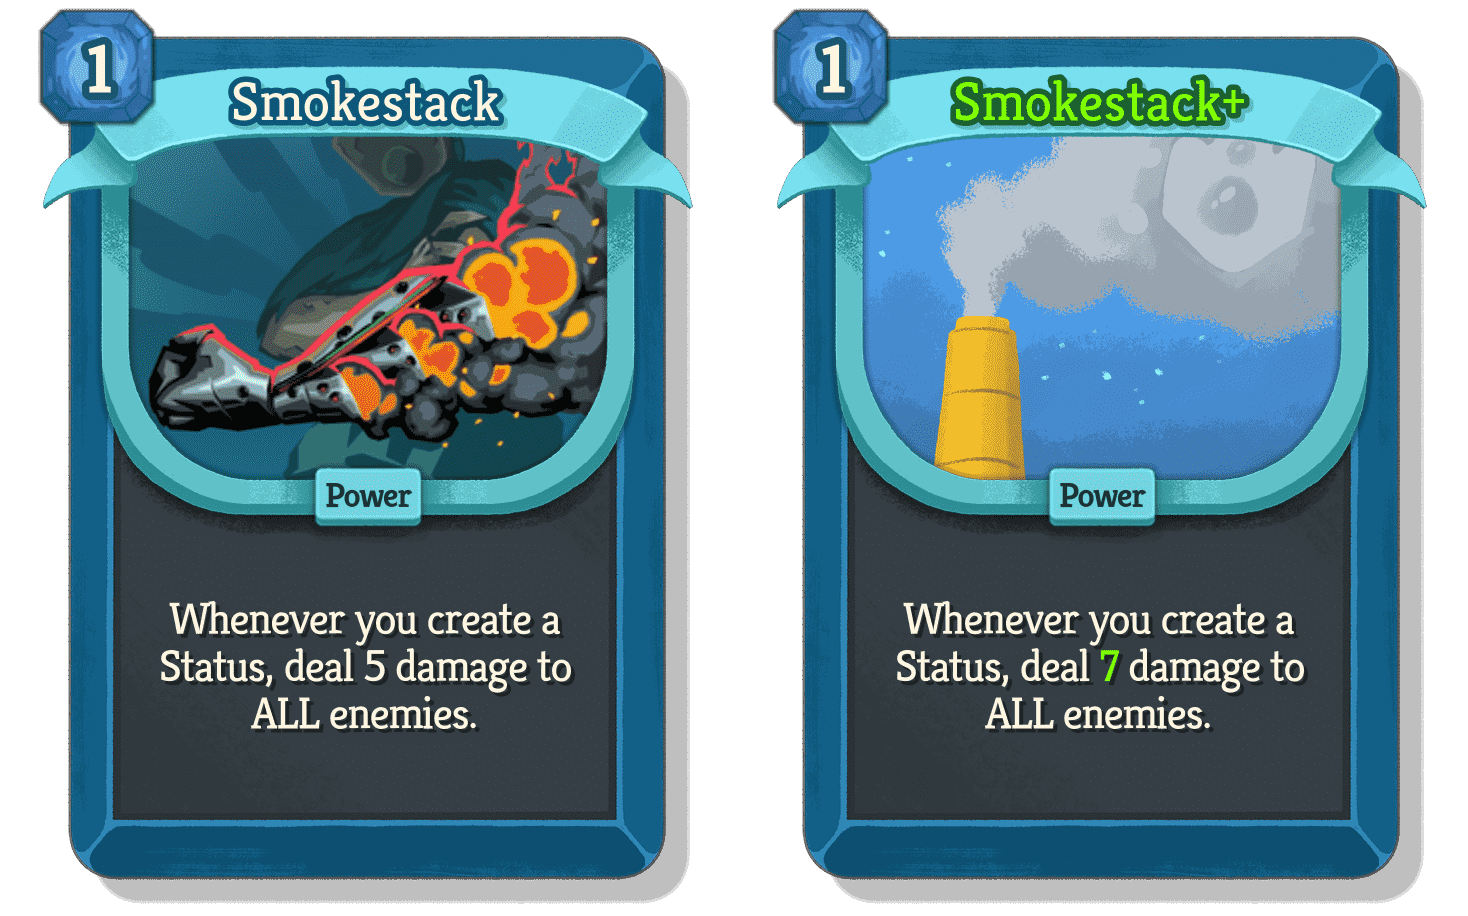 1
Smokestack
Power
Whenever you create a
Status, deal 5 damage to
ALL enemies.
1
Smokestack+
Power
Whenever you create a
Status, deal 7 damage to
ALL enemies.